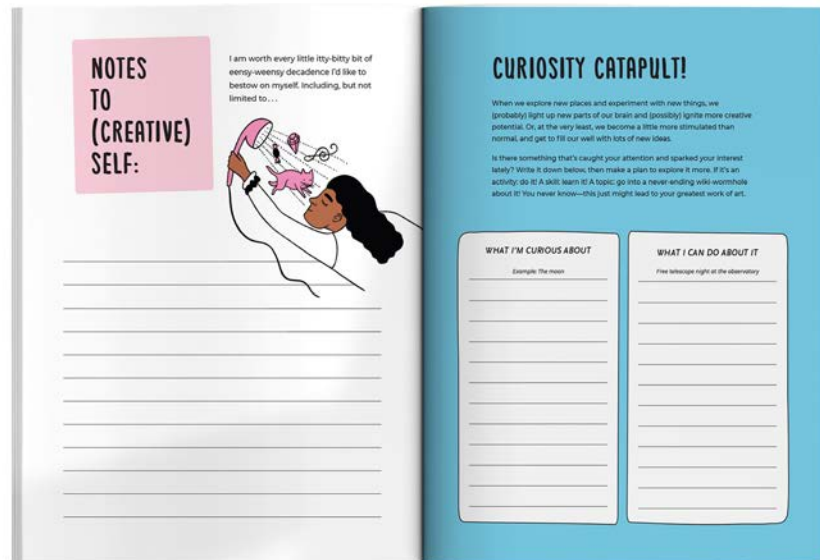 NOTES
TO
(CREATIVE)
SELF:
I am worth every little itty-bitty bit of
eensy-weensy decadence I'd like to
bestow on myself. Including, but not
limited to...
CURIOSITY CATAPULT!
When we explore new places and experiment with new things, we
(probably) light up new parts of our brain and (possibly) ignite more creative
potential. Or, at the very least, we become a little more stimulated than
normal, and get to fill our well with lots of new ideas.
Is there something that's caught your attention and sparked your interest
lately? Write it down below, then make a plan to explore it more. If it's an
activity: do it! A skill: learn it! A topic: go into a never-ending wiki-wormhole
about it! You never know—this just might lead to your greatest work of art.
WHAT I'M CURIOUS ABOUT
Example: The moon
WHAT I CAN DO ABOUT IT
Free telescope night at the observatory